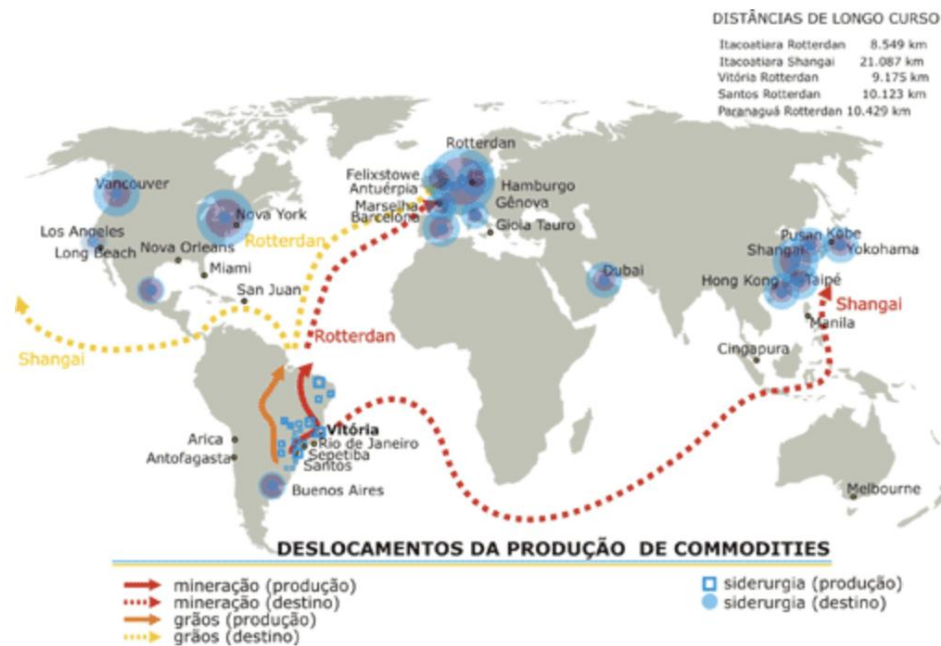 DISTÂNCIAS DE LONGO CURSO
Itacoatiara Rotterdan 8.549 km
Itacoatiara Shangai 21.087 km
Vitória Rotterdan 9.175 km
Santos Rotterdan 10.123 km
Paranaguá Rotterdan 10.429 km
Rotterdan
Vancouver
Felixstowe
Antuérpia
Hamburgo
Marselha
Gênova
Barcelona
Gioia Tauro
Nova York
Los Angeles
Rotterdan
Long Beach
Nova Orleans
Miami
San Juan
Dubai
Pusan
Kobe
Shangai
Yokohama
Hong Kong
Taipé
Shangai
Manila
Cingapura
Shangai
Rotterdan
Vitória
Rio de Janeiro
Sepetiba
Santos
Arica
Antofagasta
Buenos Aires
Melbourne
DESLOCAMENTOS DA PRODUÇÃO DE COMMODITIES
mineração (produção)
mineração (destino)
grãos (produção)
grãos (destino)
siderurgia (produção)
siderurgia (destino)